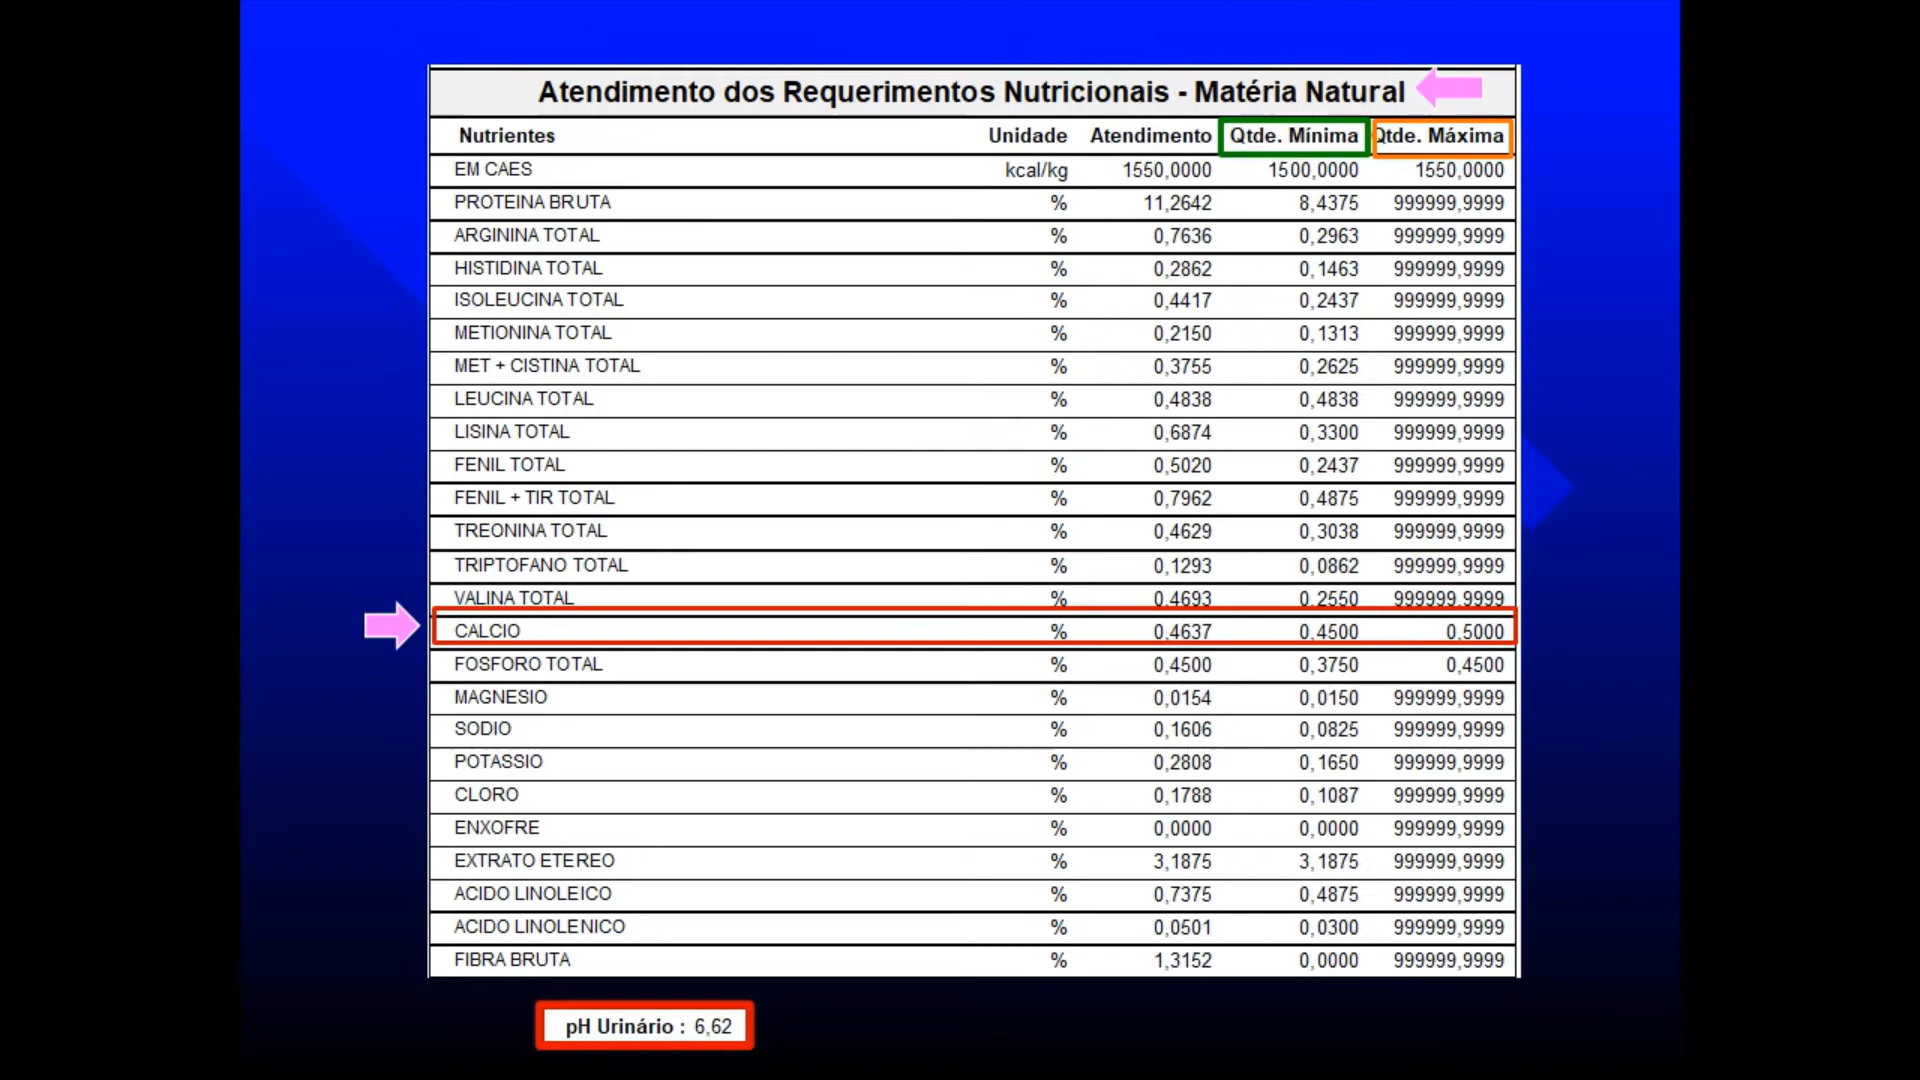 Atendimento dos Requerimentos Nutricionais - Matéria Natural
Nutrientes Unidade Atendimento Qtde. Mínima Qtde. Máxima
EM CAES kcal/kg 1550,0000 1500,0000 1550,0000
PROTEINA BRUTA % 11,2642 8,4375 999999,9999
ARGININA TOTAL % 0,7636 0,2963 999999,9999
HISTIDINA TOTAL % 0,2862 0,1463 999999,9999
ISOLEUCINA TOTAL % 0,4417 0,2437 999999,9999
METIONINA TOTAL % 0,2150 0,1313 999999,9999
MET + CISTINA TOTAL % 0,3755 0,2625 999999,9999
LEUCINA TOTAL % 0,4838 0,4838 999999,9999
LISINA TOTAL % 0,6874 0,3300 999999,9999
FENIL TOTAL % 0,5020 0,2437 999999,9999
FENIL + TIR TOTAL % 0,7962 0,4875 999999,9999
TREONINA TOTAL % 0,4629 0,3038 999999,9999
TRIPTOFANO TOTAL % 0,1293 0,0862 999999,9999
VALINA TOTAL % 0,4693 0,2550 999999,9999
CALCIO % 0,4637 0,4500 0,5000
FOSFORO TOTAL % 0,4500 0,3750 0,4500
MAGNESIO % 0,0154 0,0150 999999,9999
SODIO % 0,1606 0,0825 999999,9999
POTASSIO % 0,2808 0,1650 999999,9999
CLORO % 0,1788 0,1087 999999,9999
ENXOFRE % 0,0000 0,0000 999999,9999
EXTRATO ETEREO % 3,1875 3,1875 999999,9999
ACIDO LINOLEICO % 0,7375 0,4875 999999,9999
ACIDO LINOLENICO % 0,0501 0,0300 999999,9999
FIBRA BRUTA % 1,3152 0,0000 999999,9999
pH Urinário : 6,62